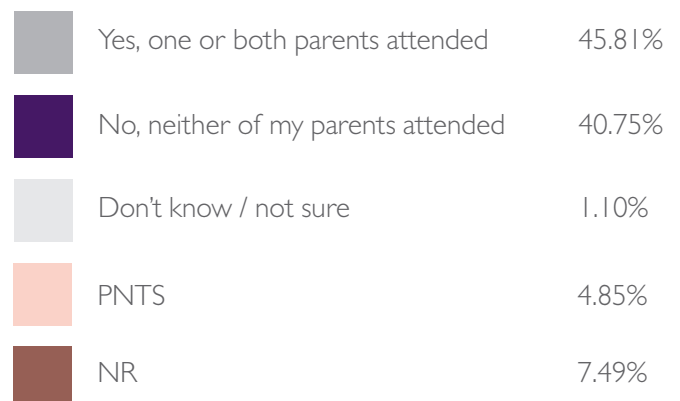 Yes, one or both parents attended 45.81%
No, neither of my parents attended 40.75%
Don't know / not sure 1.10%
PNTS 4.85%
NR 7.49%